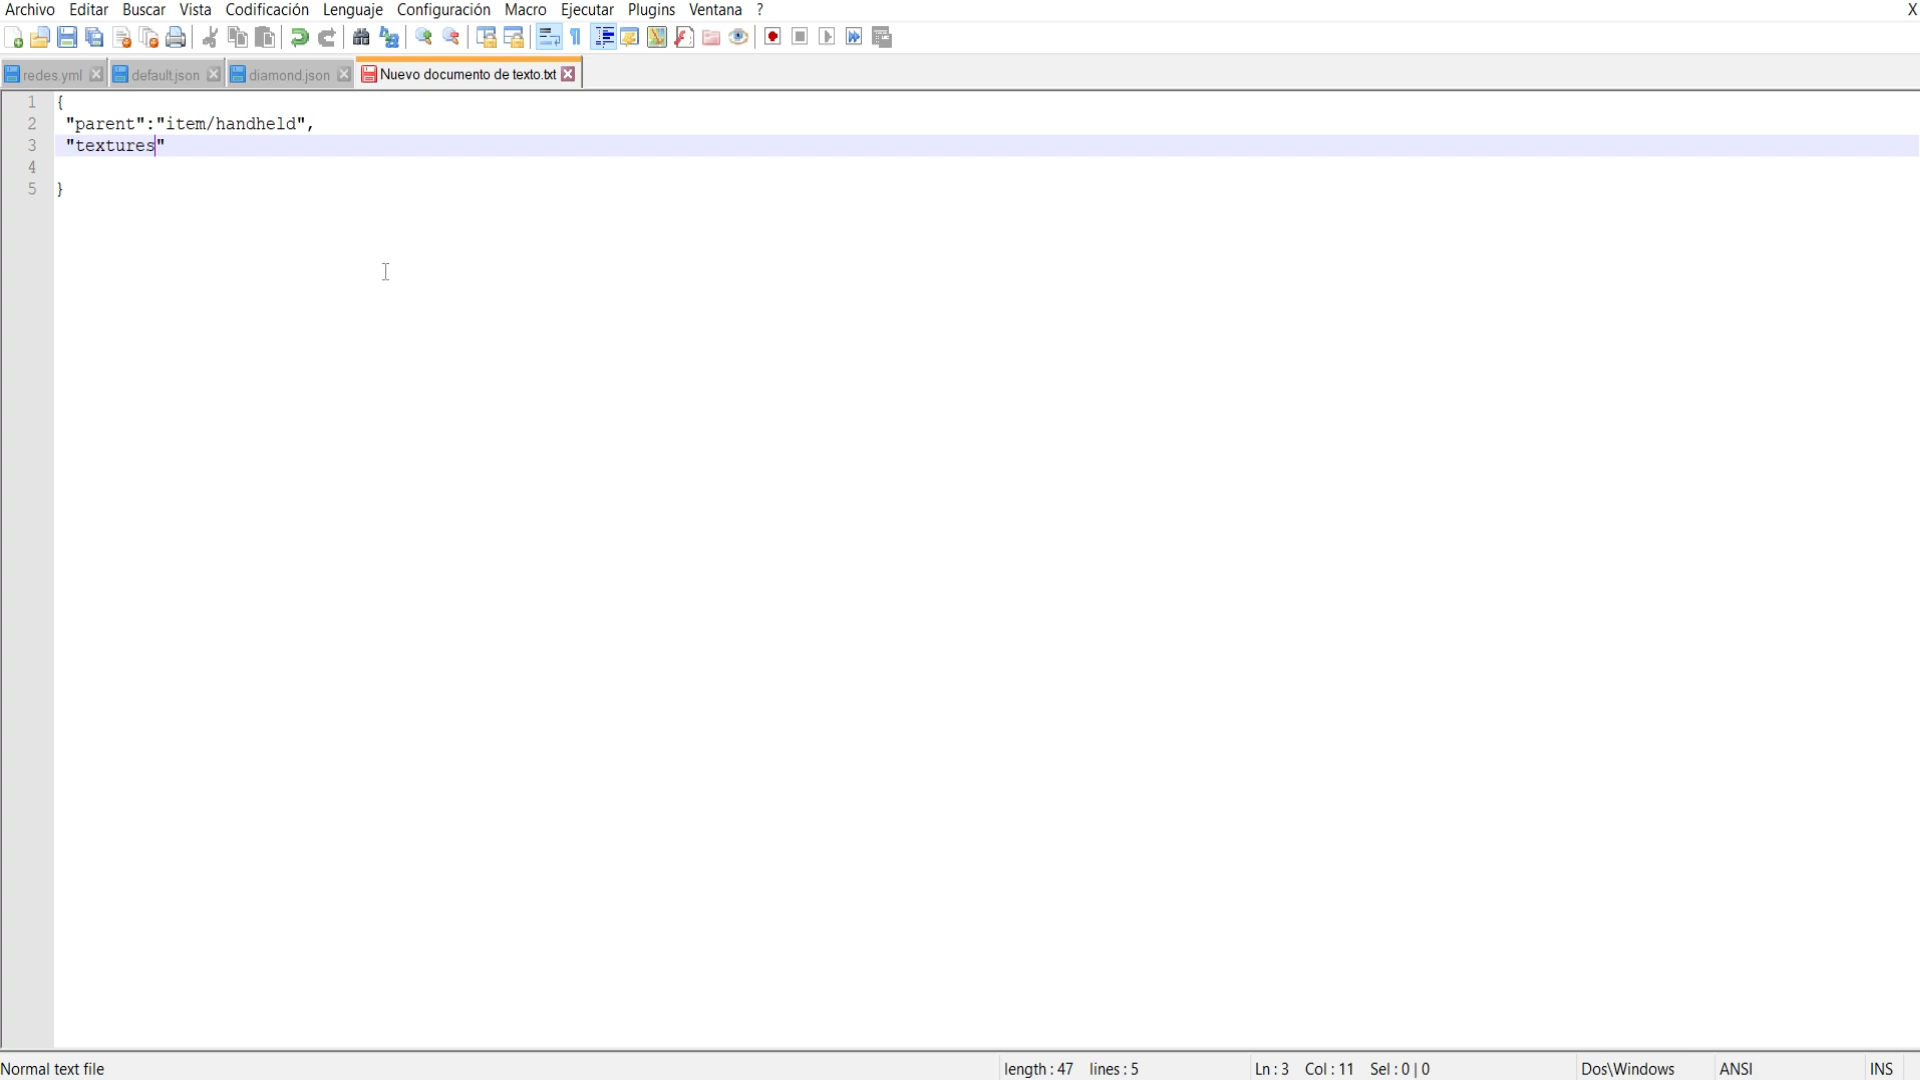 Archivo Editar Buscar Vista Codificación Lenguaje Configuración Macro Ejecutar Plugins Ventana ? X
redes.yml default.json diamond.json Nuevo documento de texto.txt
1 {
2 "parent":"item/handheld",
3 "textures"
4
5 }
Normal text file length : 47 lines : 5 Ln : 3 Col : 11 Sel : 0 | 0 Dos\Windows ANSI INS